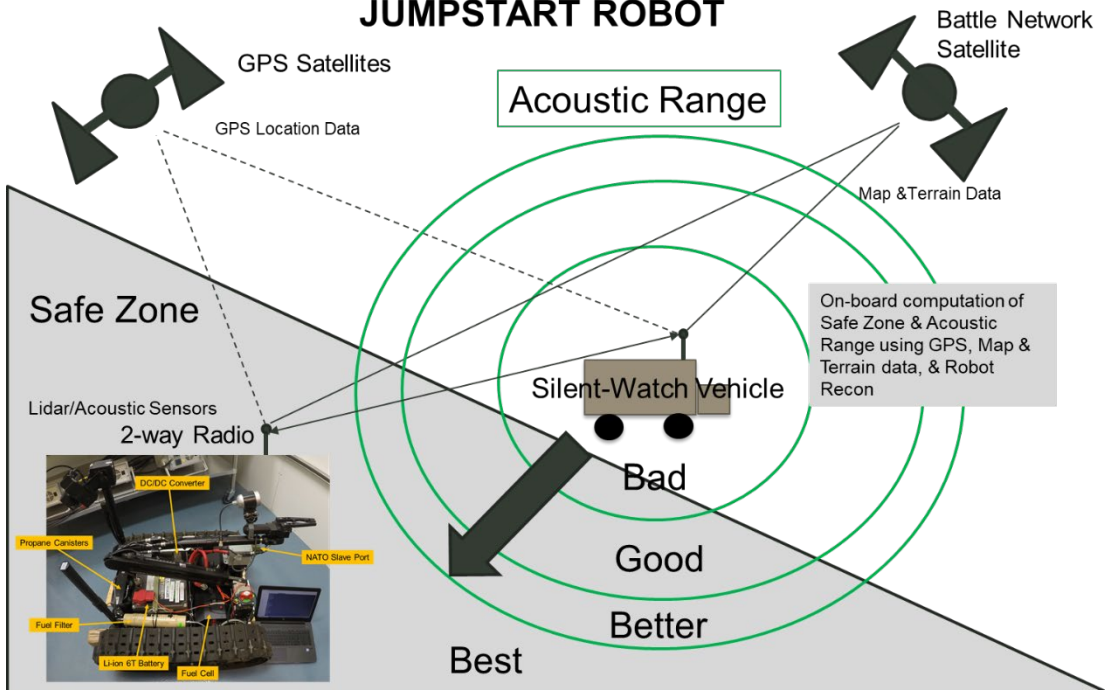 JUMPSTART ROBOT
GPS Satellites
Battle Network
Satellite
GPS Location Data
Acoustic Range
Map &Terrain Data
Safe Zone
On-board computation of
Safe Zone & Acoustic
Range using GPS, Map &
Terrain data, & Robot
Recon
Silent-Watch Vehicle
Lidar/Acoustic Sensors
2-way Radio
DC/DC Converter
Propane Canisters
NATO Slave Port
Fuel Filter
Li-ion 6T Battery
Fuel Cell
Bad
Good
Better
Best